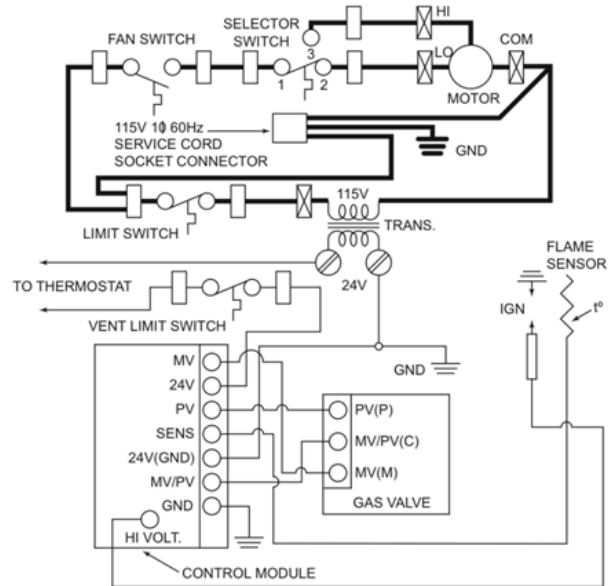 HI
SELECTOR
SWITCH
FAN SWITCH
3
LO
COM
1
2
MOTOR
115V 1ϕ 60Hz
SERVICE CORD
SOCKET CONNECTOR
GND
115V
LIMIT SWITCH
TRANS.
FLAME
SENSOR
TO THERMOSTAT
24V
IGN
t°
VENT LIMIT SWITCH
GND
MV
24V
PV
PV(P)
SENS
MV/PV(C)
24V(GND)
MV(M)
MV/PV
GAS VALVE
GND
HI VOLT.
CONTROL MODULE